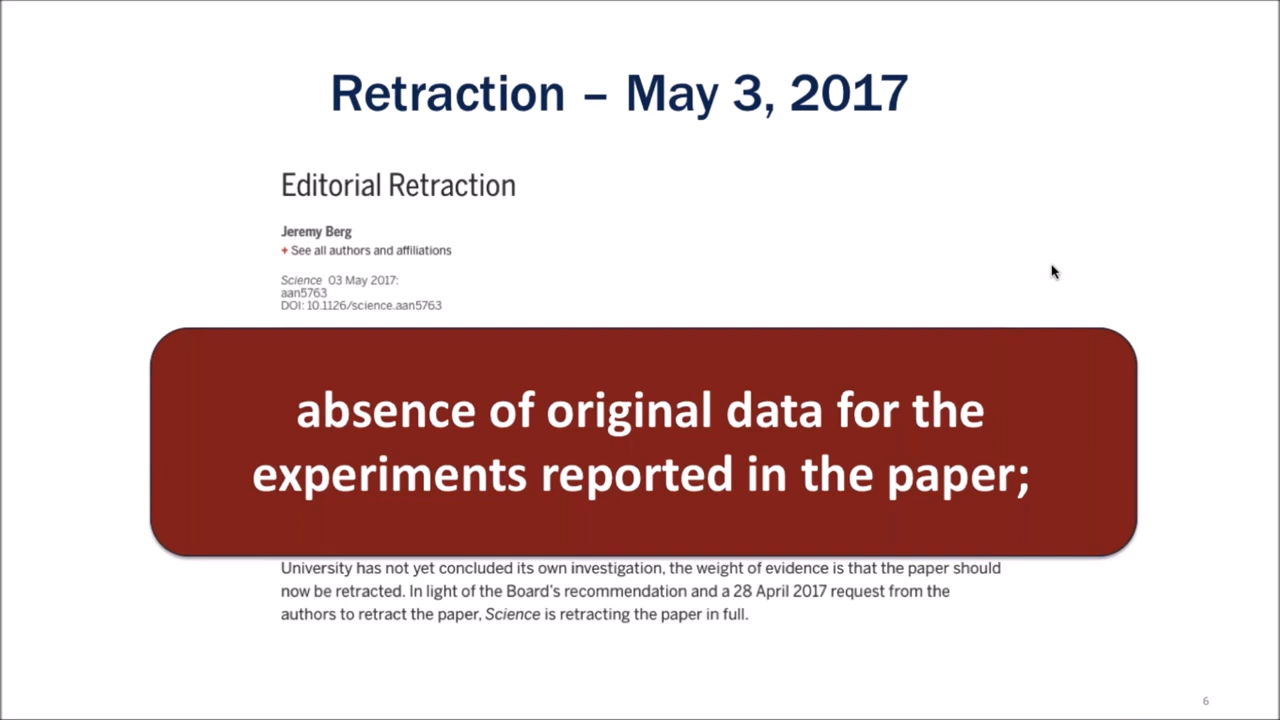 Retraction – May 3, 2017
Editorial Retraction
Jeremy Berg
+ See all authors and affiliations
Science 03 May 2017:
aan5763
DOI: 10.1126/science.aan5763
absence of original data for the
experiments reported in the paper;
University has not yet concluded its own investigation, the weight of evidence is that the paper should
now be retracted. In light of the Board's recommendation and a 28 April 2017 request from the
authors to retract the paper, Science is retracting the paper in full.
6